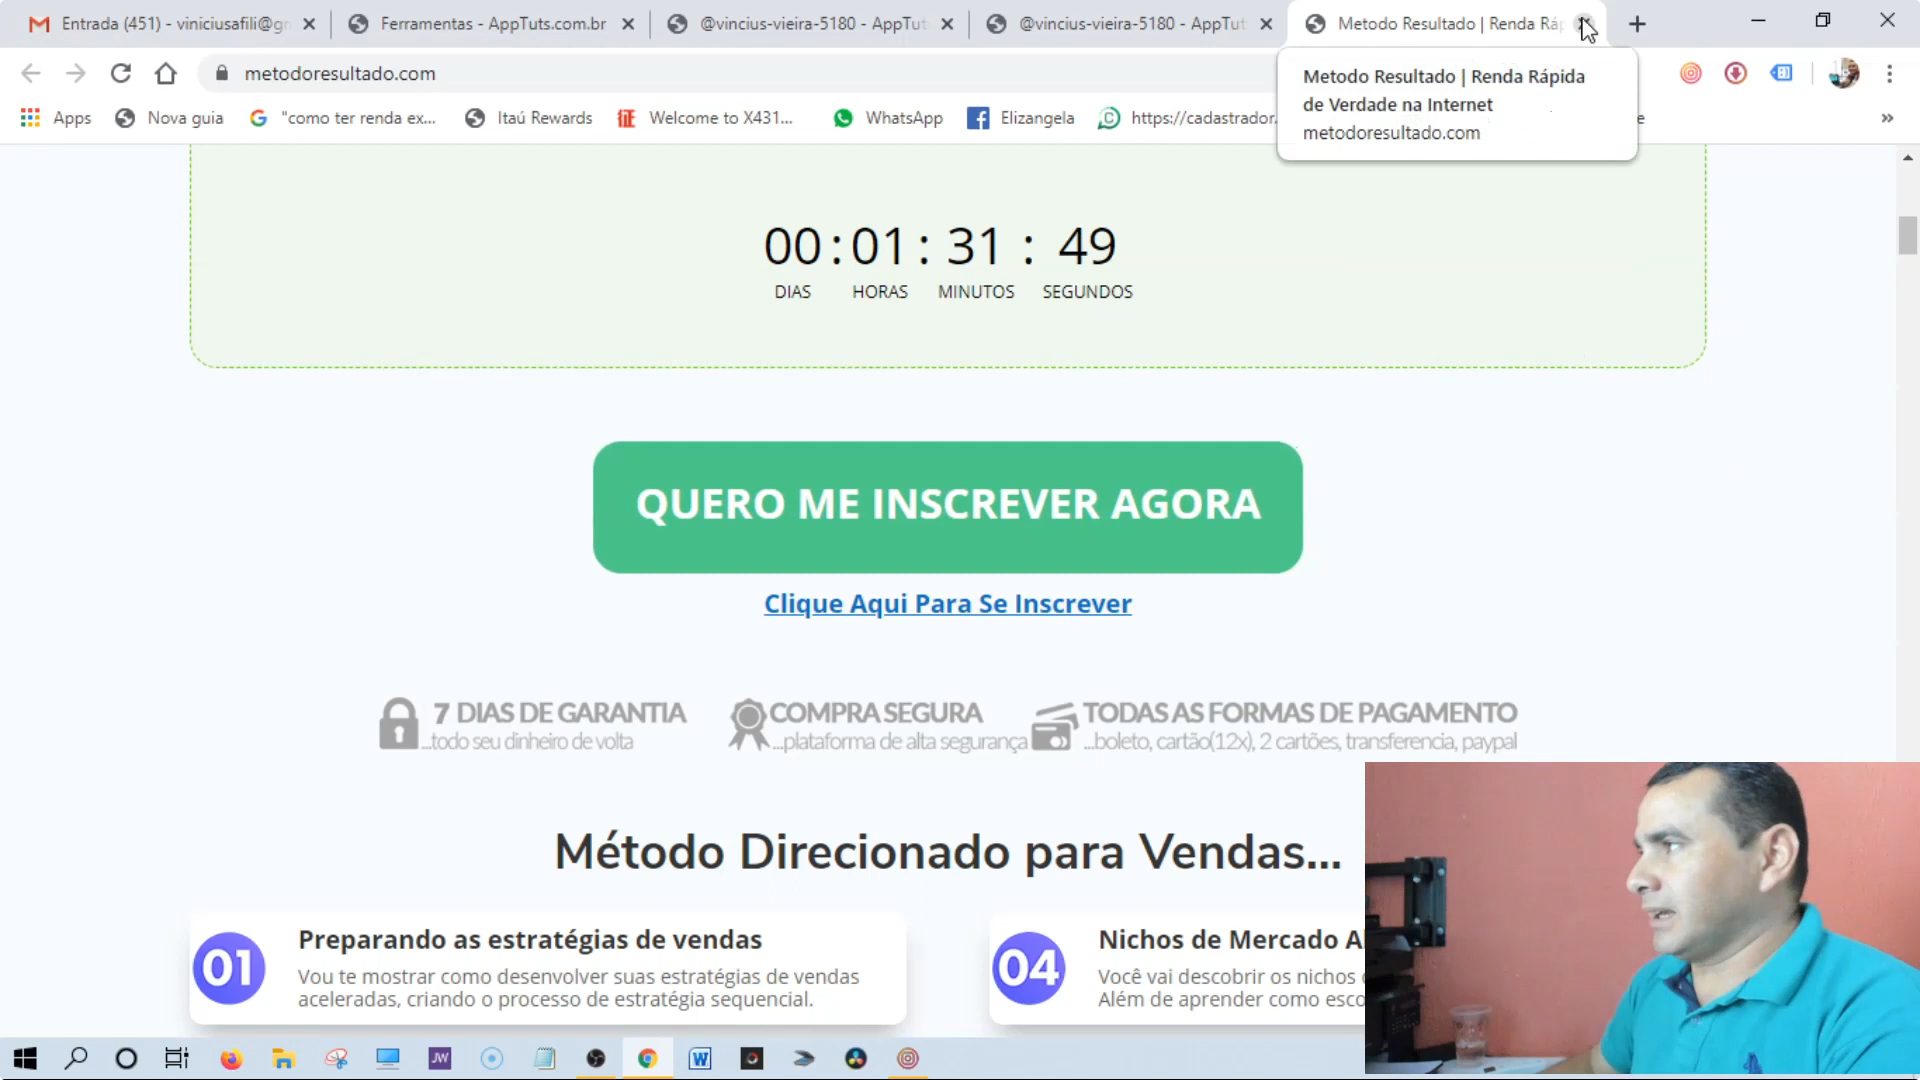 Entrada (451) - viniciusafili@gm
Ferramentas - AppTuts.com.br
@vincius-vieira-5180 - AppTut
@vincius-vieira-5180 - AppTut
Metodo Resultado | Renda Ráp
metodoresultado.com
Metodo Resultado | Renda Rápida
de Verdade na Internet
metodoresultado.com
Apps
Nova guia
"como ter renda ex...
Itaú Rewards
Welcome to X431...
WhatsApp
Elizangela
https://cadastrador.
e
»
00 : 01 : 31 : 49
DIAS HORAS MINUTOS SEGUNDOS
QUERO ME INSCREVER AGORA
Clique Aqui Para Se Inscrever
7 DIAS DE GARANTIA
...todo seu dinheiro de volta
COMPRA SEGURA
...plataforma de alta segurança
TODAS AS FORMAS DE PAGAMENTO
...boleto, cartão(12x), 2 cartões, transferencia, paypal
Método Direcionado para Vendas...
01
Preparando as estratégias de vendas
Vou te mostrar como desenvolver suas estratégias de vendas
aceleradas, criando o processo de estratégia sequencial.
04
Nichos de Mercado A
Você vai descobrir os nichos
Além de aprender como esco
JW
W